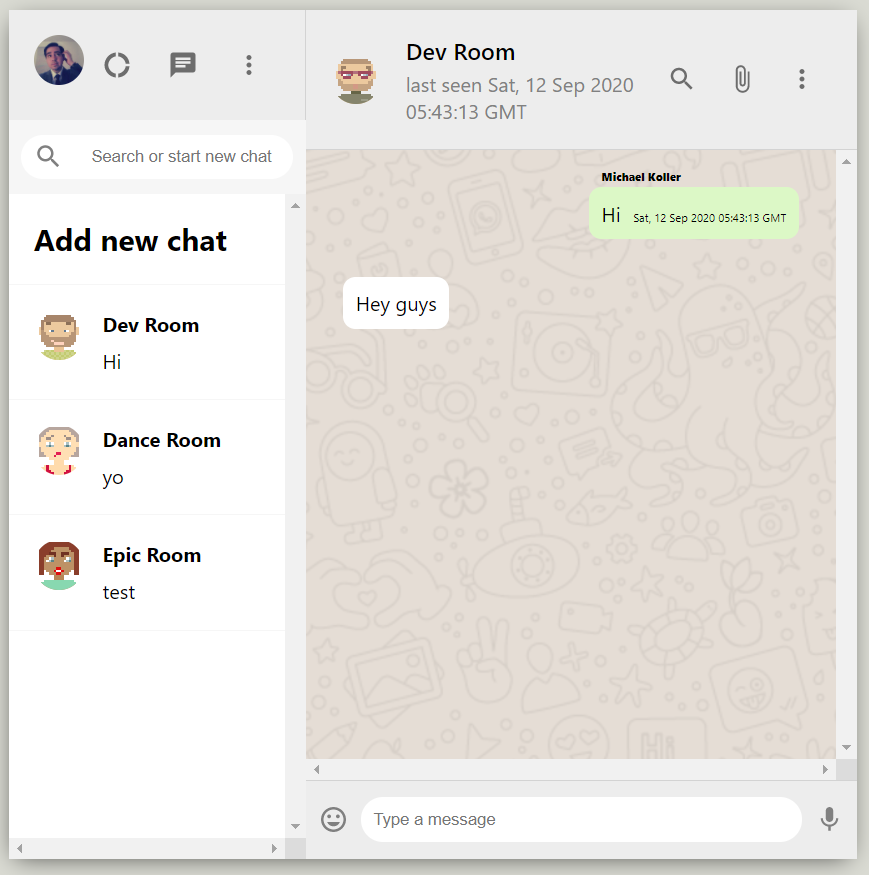 Search or start new chat
Add new chat
Dev Room
Hi
Dance Room
yo
Epic Room
test
Dev Room
last seen Sat, 12 Sep 2020
05:43:13 GMT
Michael Koller
Hi Sat, 12 Sep 2020 05:43:13 GMT
Hey guys
Hi
Type a message